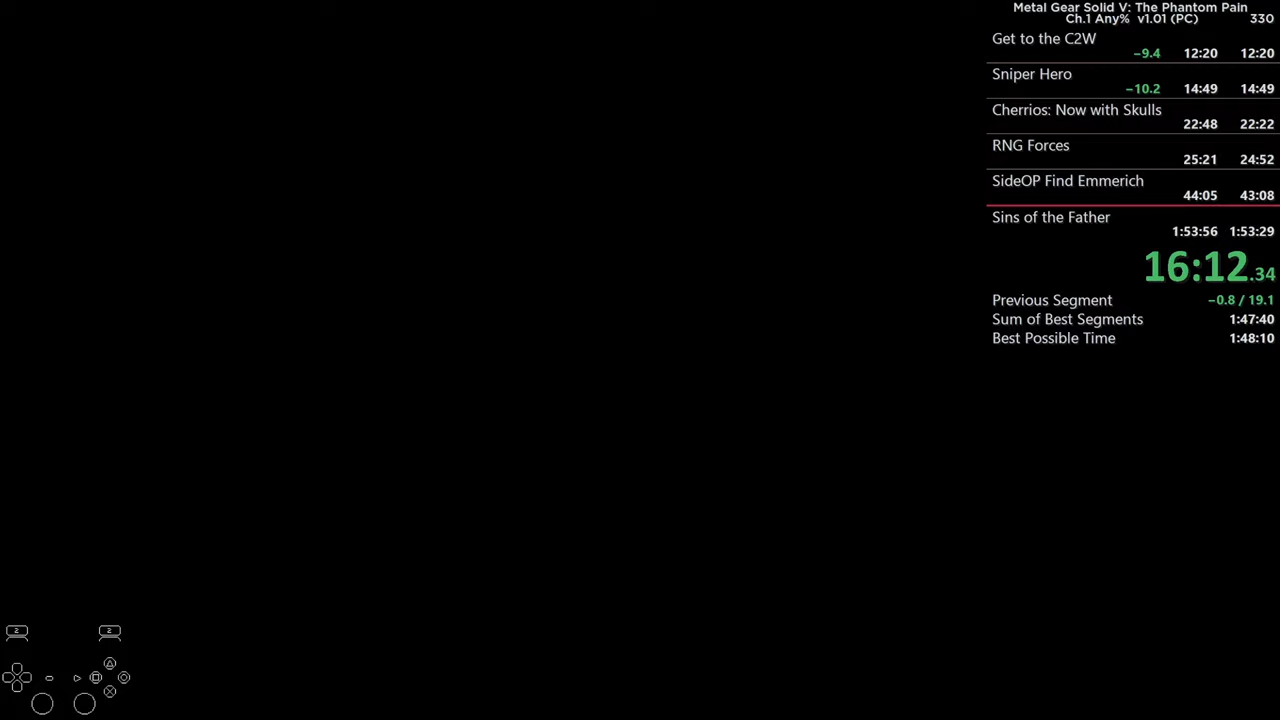 Metal Gear Solid V: The Phantom Pain
Ch.1 Any% v1.01 (PC) 330
Get to the C2W
−9.4 12:20 12:20
Sniper Hero
−10.2 14:49 14:49
Cherrios: Now with Skulls
22:48 22:22
RNG Forces
25:21 24:52
SideOP Find Emmerich
44:05 43:08
Sins of the Father
1:53:56 1:53:29
16:12.34
Previous Segment −0.8 / 19.1
Sum of Best Segments 1:47:40
Best Possible Time 1:48:10
2 2